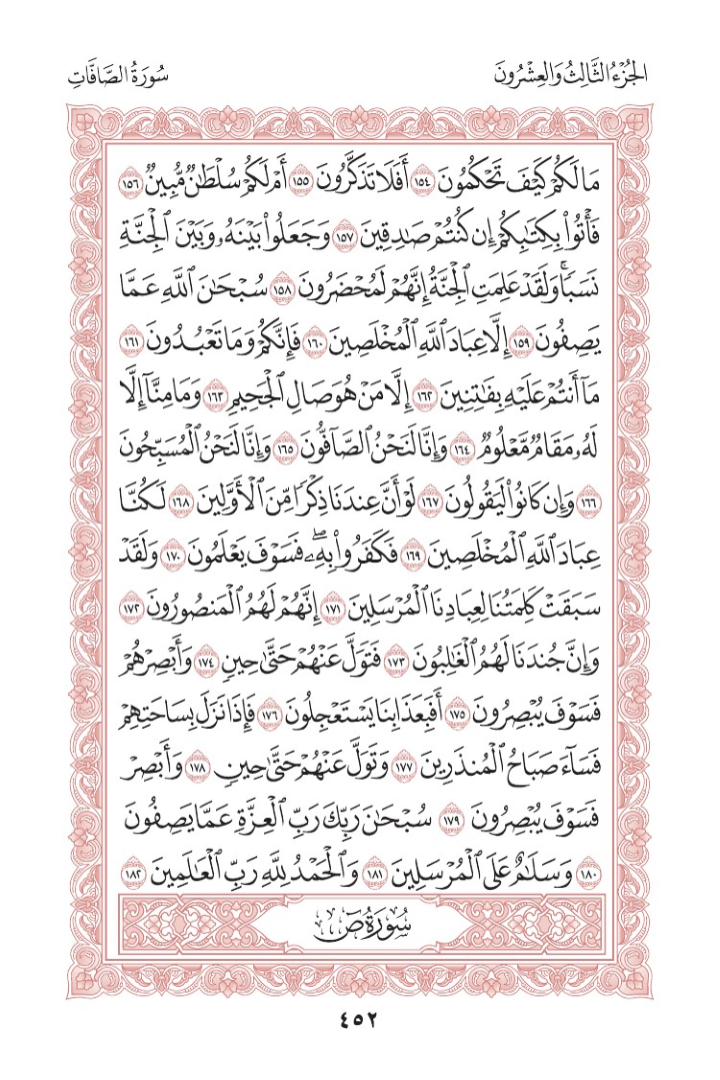 الجُزْءُ الثَّالِثُ وَالعِشْرُونَ
سُورَةُ الصَّافَّاتِ
مَا لَكُمْ كَيْفَ تَحْكُمُونَ ١٥٤ أَفَلَا تَذَكَّرُونَ ١٥٥ أَمْ لَكُمْ سُلْطَٰنٌ مُّبِينٌ ١٥٦
فَأْتُوا۟ بِكِتَٰبِكُمْ إِن كُنتُمْ صَٰدِقِينَ ١٥٧ وَجَعَلُوا۟ بَيْنَهُۥ وَبَيْنَ ٱلْجِنَّةِ
نَسَبًاۚ وَلَقَدْ عَلِمَتِ ٱلْجِنَّةُ إِنَّهُمْ لَمُحْضَرُونَ ١٥٨ سُبْحَٰنَ ٱللَّهِ عَمَّا
يَصِفُونَ ١٥٩ إِلَّا عِبَادَ ٱللَّهِ ٱلْمُخْلَصِينَ ١٦٠ فَإِنَّكُمْ وَمَا تَعْبُدُونَ ١٦١
مَآ أَنتُمْ عَلَيْهِ بِفَٰتِنِينَ ١٦٢ إِلَّا مَنْ هُوَ صَالِ ٱلْجَحِيمِ ١٦٣ وَمَا مِنَّآ إِلَّا
لَهُۥ مَقَامٌ مَّعْلُومٌ ١٦٤ وَإِنَّا لَنَحْنُ ٱلصَّآفُّونَ ١٦٥ وَإِنَّا لَنَحْنُ ٱلْمُسَبِّحُونَ
١٦٦ وَإِن كَانُوا۟ لَيَقُولُونَ ١٦٧ لَوْ أَنَّ عِندَنَا ذِكْرًا مِّنَ ٱلْأَوَّلِينَ ١٦٨ لَكُنَّا
عِبَادَ ٱللَّهِ ٱلْمُخْلَصِينَ ١٦٩ فَكَفَرُوا۟ بِهِۦۖ فَسَوْفَ يَعْلَمُونَ ١٧٠ وَلَقَدْ
سَبَقَتْ كَلِمَتُنَا لِعِبَادِنَا ٱلْمُرْسَلِينَ ١٧١ إِنَّهُمْ لَهُمُ ٱلْمَنصُورُونَ ١٧٢
وَإِنَّ جُندَنَا لَهُمُ ٱلْغَٰلِبُونَ ١٧٣ فَتَوَلَّ عَنْهُمْ حَتَّىٰ حِينٍ ١٧٤ وَأَبْصِرْهُمْ
فَسَوْفَ يُبْصِرُونَ ١٧٥ أَفَبِعَذَابِنَا يَسْتَعْجِلُونَ ١٧٦ فَإِذَا نَزَلَ بِسَاحَتِهِمْ
فَسَآءَ صَبَاحُ ٱلْمُنذَرِينَ ١٧٧ وَتَوَلَّ عَنْهُمْ حَتَّىٰ حِينٍ ١٧٨ وَأَبْصِرْ
فَسَوْفَ يُبْصِرُونَ ١٧٩ سُبْحَٰنَ رَبِّكَ رَبِّ ٱلْعِزَّةِ عَمَّا يَصِفُونَ
١٨٠ وَسَلَٰمٌ عَلَى ٱلْمُرْسَلِينَ ١٨١ وَٱلْحَمْدُ لِلَّهِ رَبِّ ٱلْعَٰلَمِينَ ١٨٢
سُورَةُ صٓ
٤٥٢